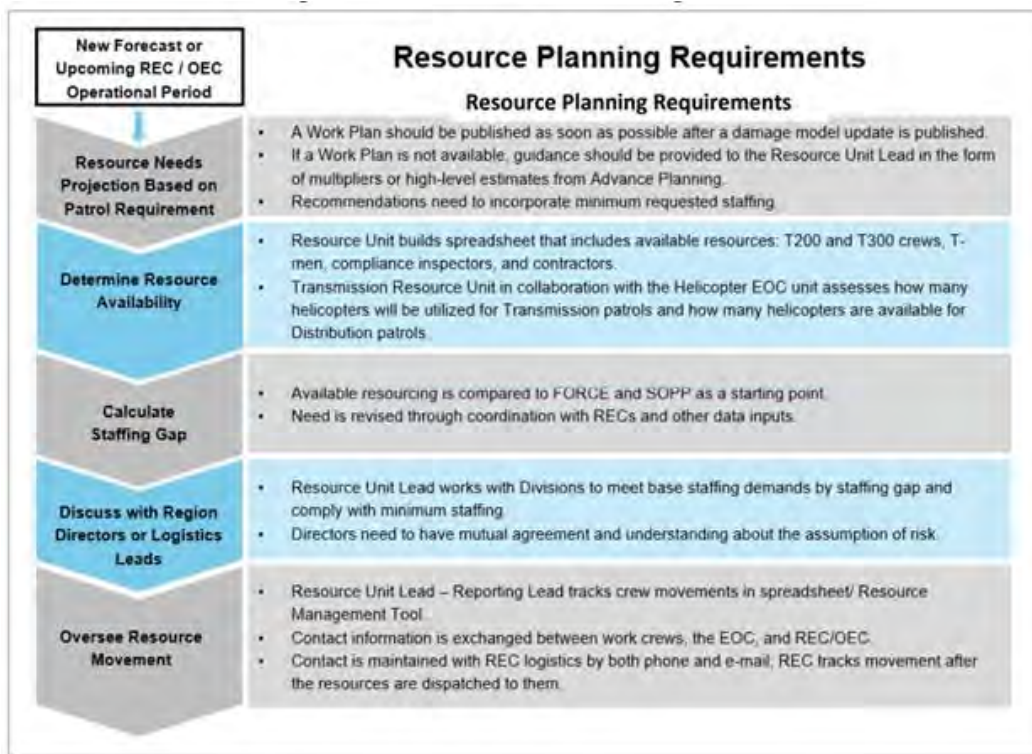 New Forecast or
Upcoming REC / OEC
Operational Period
Resource Planning Requirements
Resource Planning Requirements
Resource Needs
Projection Based on
Patrol Requirement
• A Work Plan should be published as soon as possible after a damage model update is published.
• If a Work Plan is not available, guidance should be provided to the Resource Unit Lead in the form
of multipliers or high-level estimates from Advance Planning.
• Recommendations need to incorporate minimum requested staffing.
Determine Resource
Availability
• Resource Unit builds spreadsheet that includes available resources: T200 and T300 crews, T-
men, compliance inspectors, and contractors.
• Transmission Resource Unit in collaboration with the Helicopter EOC unit assesses how many
helicopters will be utilized for Transmission patrols and how many helicopters are available for
Distribution patrols.
Calculate
Staffing Gap
• Available resourcing is compared to FORCE and SOPP as a starting point.
• Need is revised through coordination with RECs and other data inputs.
Discuss with Region
Directors or Logistics
Leads
• Resource Unit Lead works with Divisions to meet base staffing demands by staffing gap and
comply with minimum staffing.
• Directors need to have mutual agreement and understanding about the assumption of risk.
Oversee Resource
Movement
• Resource Unit Lead – Reporting Lead tracks crew movements in spreadsheet/ Resource
Management Tool.
• Contact information is exchanged between work crews, the EOC, and REC/OEC.
• Contact is maintained with REC logistics by both phone and e-mail; REC tracks movement after
the resources are dispatched to them.